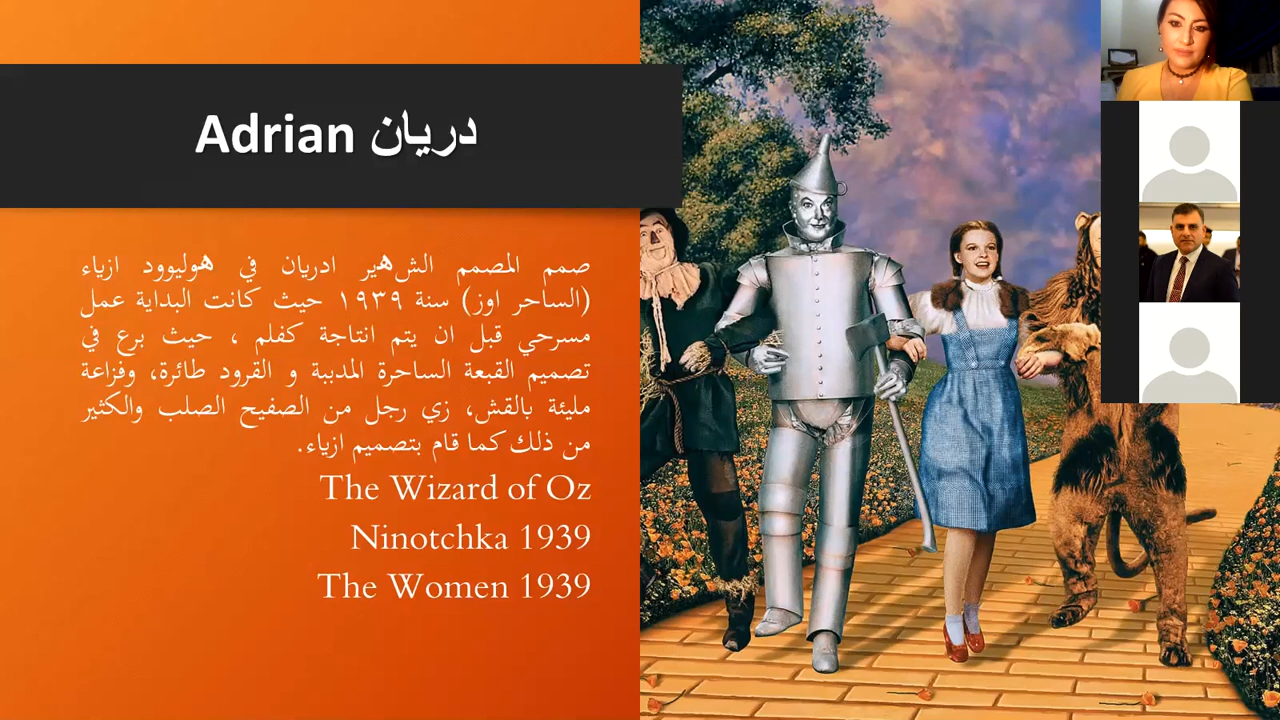 دريان Adrian
صمم المصمم الشهير ادريان في هوليوود ازياء
(الساحر اوز) سنة ١٩٣٩ حيث كانت البداية عمل
مسرحي قبل ان يتم انتاجة كفلم ، حيث برع في
تصميم القبعة الساحرة المدببة و القرود طائرة، وفزاعة
مليئة بالقش، زي رجل من الصفيح الصلب والكثير
من ذلك كما قام بتصميم ازياء.
The Wizard of Oz
Ninotchka 1939
The Women 1939